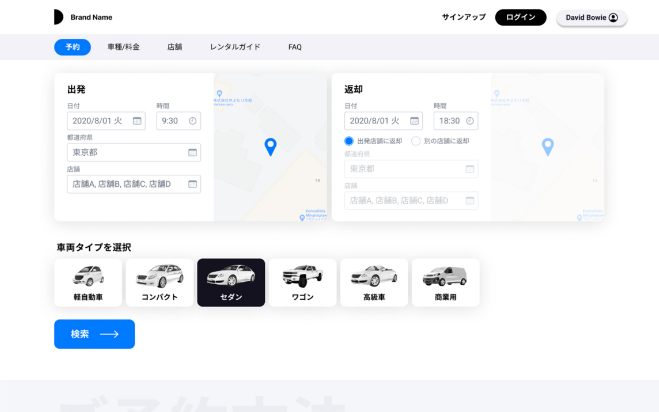 Brand Name
サインアップ
ログイン
David Bowie
予約
車種/料金
店舗
レンタルガイド
FAQ
出発
日付
時間
2020/8/01 火
9:30
都道府県
東京都
店舗
店舗A, 店舗B, 店舗C, 店舗D
返却
日付
時間
2020/8/01 火
18:30
出発店舗に返却
別の店舗に返却
都道府県
東京都
店舗
店舗A, 店舗B, 店舗C, 店舗D
車両タイプを選択
軽自動車
コンパクト
セダン
ワゴン
高級車
商業用
検索
ご予約方法